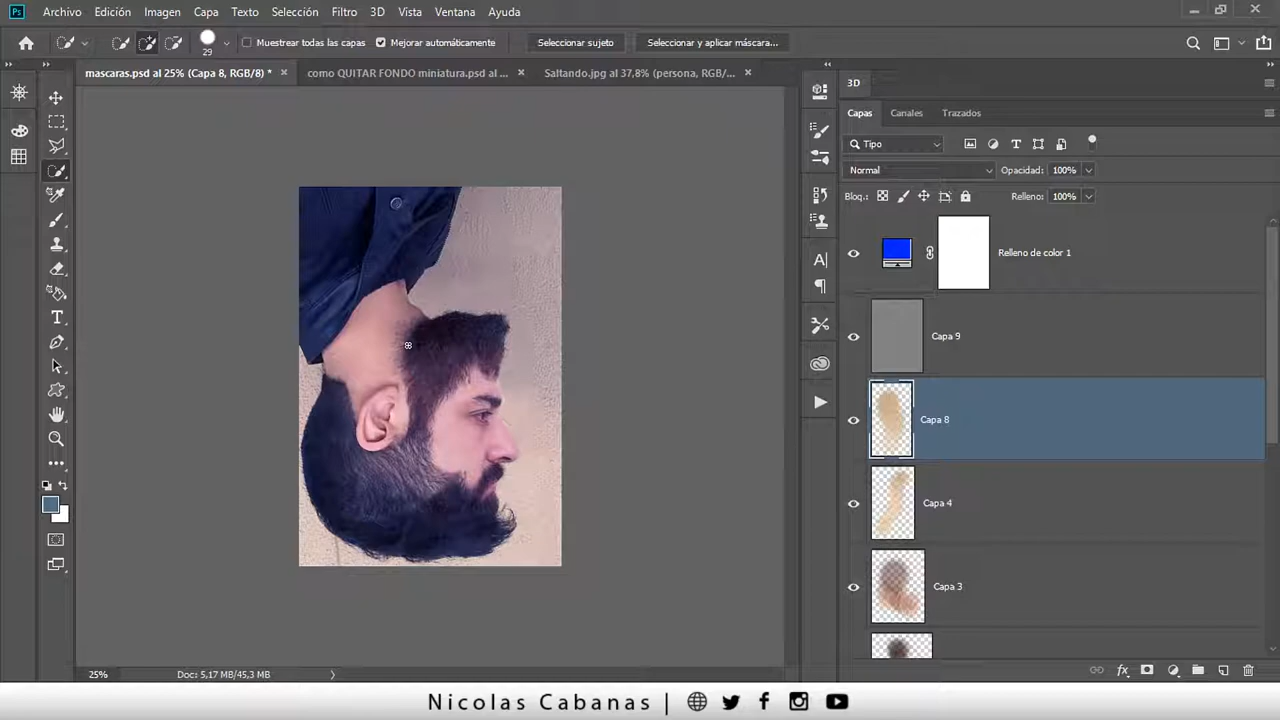 Ps Archivo Edición Imagen Capa Texto Selección Filtro 3D Vista Ventana Ayuda
29 Muestrear todas las capas Mejorar automáticamente Seleccionar sujeto Seleccionar y aplicar máscara...
mascaras.psd al 25% (Capa 8, RGB/8) * como QUITAR FONDO miniatura.psd al ... Saltando.jpg al 37,8% (persona, RGB/...
3D
Capas Canales Trazados
Tipo
Normal Opacidad: 100%
Bloq.: Relleno: 100%
Relleno de color 1
Capa 9
Capa 8
Capa 4
Capa 3
25% Doc: 5,17 MB/45,3 MB
Nicolas Cabanas |